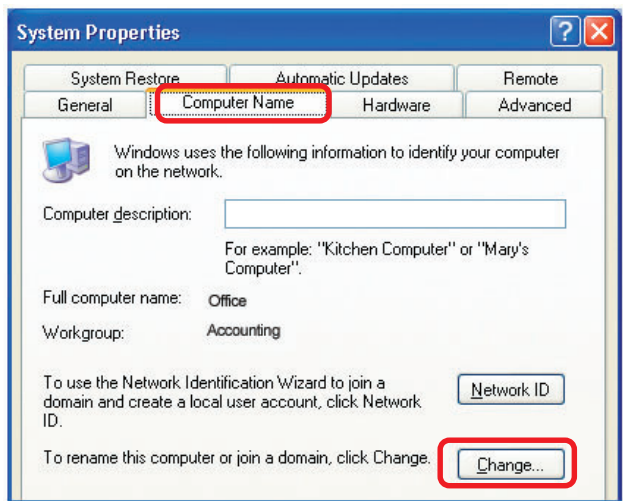 System Properties
System Restore Automatic Updates Remote
General Computer Name Hardware Advanced
Windows uses the following information to identify your computer
on the network.
Computer description:
For example: "Kitchen Computer" or "Mary's
Computer".
Full computer name: Office
Workgroup: Accounting
To use the Network Identification Wizard to join a
domain and create a local user account, click Network
ID.
Network ID
To rename this computer or join a domain, click Change.
Change...